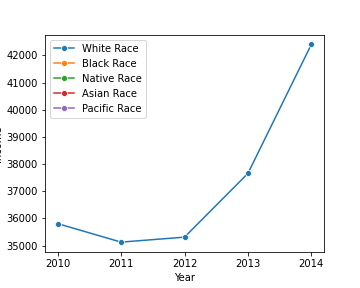 White Race
Black Race
Native Race
Asian Race
Pacific Race
42000
41000
40000
39000
38000
37000
36000
35000
2010 2011 2012 2013 2014
Year